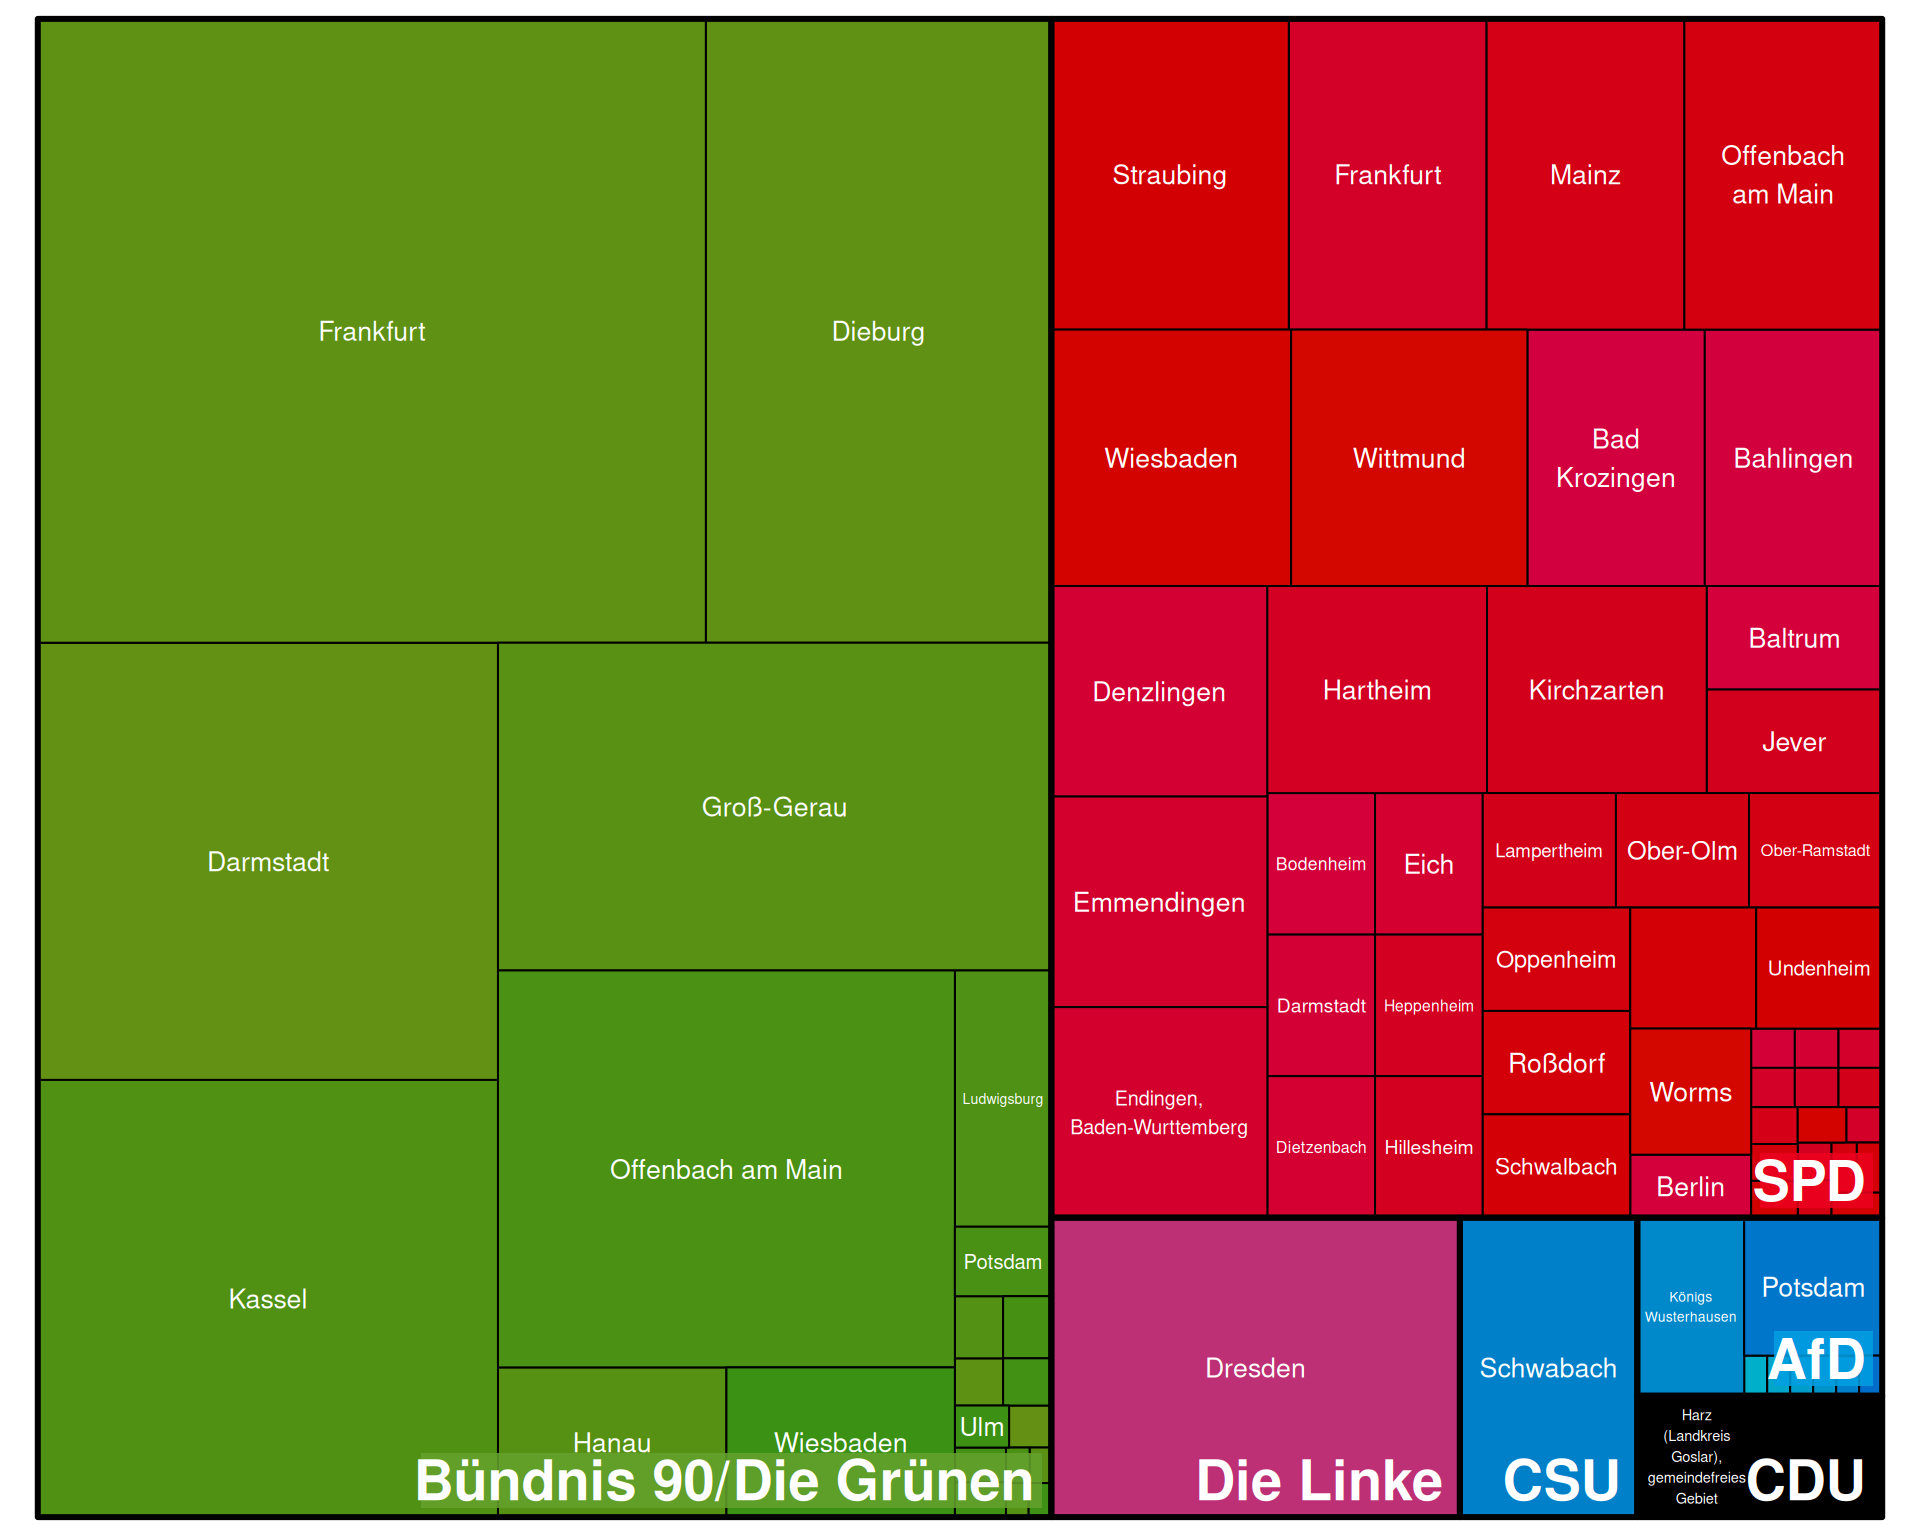 Frankfurt
Dieburg
Darmstadt
Groß-Gerau
Kassel
Offenbach am Main
Ludwigsburg
Potsdam
Ulm
Hanau
Wiesbaden
Bündnis 90/Die Grünen
Straubing
Frankfurt
Mainz
Offenbach
am Main
Wiesbaden
Wittmund
Bad
Krozingen
Bahlingen
Denzlingen
Hartheim
Kirchzarten
Baltrum
Jever
Emmendingen
Endingen,
Baden-Wurttemberg
Bodenheim
Eich
Darmstadt
Heppenheim
Dietzenbach
Hillesheim
Lampertheim
Ober-Olm
Ober-Ramstadt
Oppenheim
Undenheim
Roßdorf
Worms
Schwalbach
Berlin
SPD
Dresden
Die Linke
Schwabach
CSU
Königs
Wusterhausen
Potsdam
AfD
Harz
(Landkreis
Goslar),
gemeindefreies
Gebiet
CDU